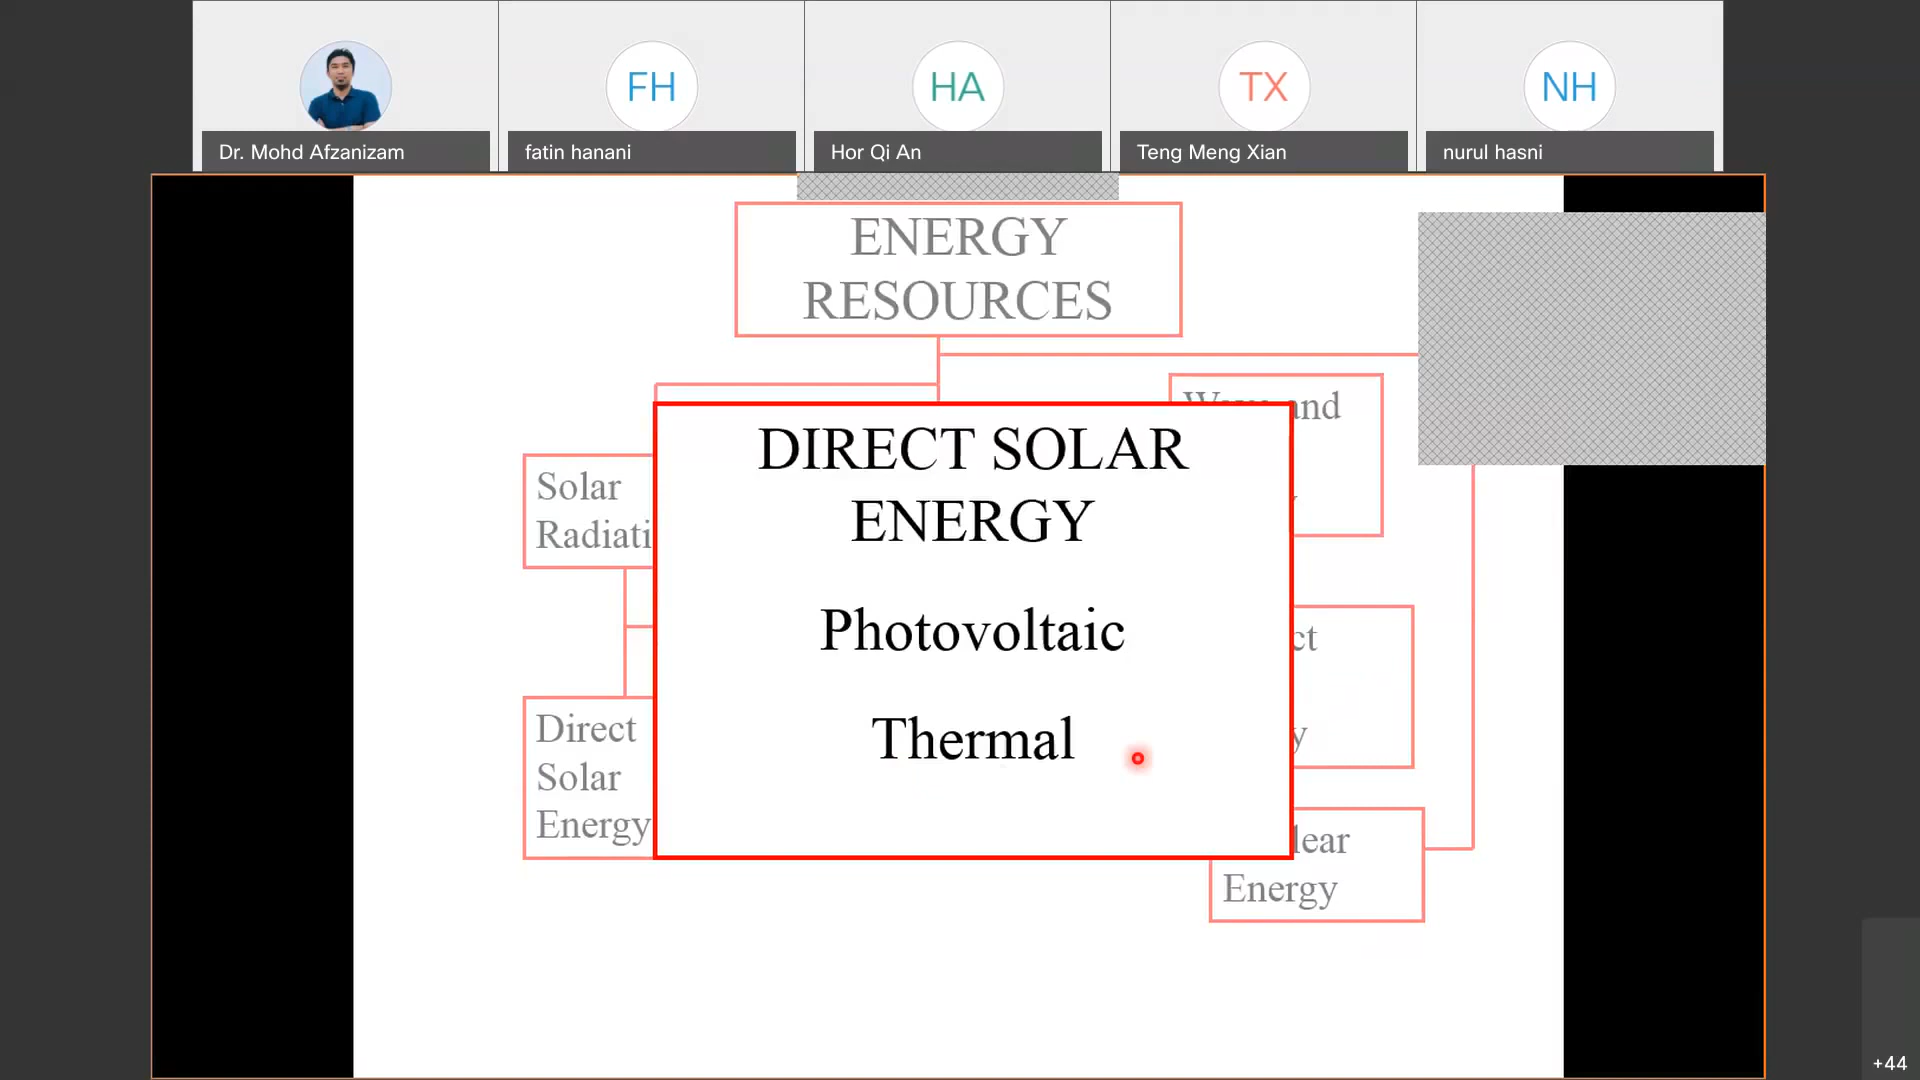 FH
HA
TX
NH
Dr. Mohd Afzanizam
fatin hanani
Hor Qi An
Teng Meng Xian
nurul hasni
ENERGY
RESOURCES
and
Solar
Radiati
DIRECT SOLAR
ENERGY
Photovoltaic
Thermal
ct
y
Direct
Solar
Energy
lear
Energy
+44